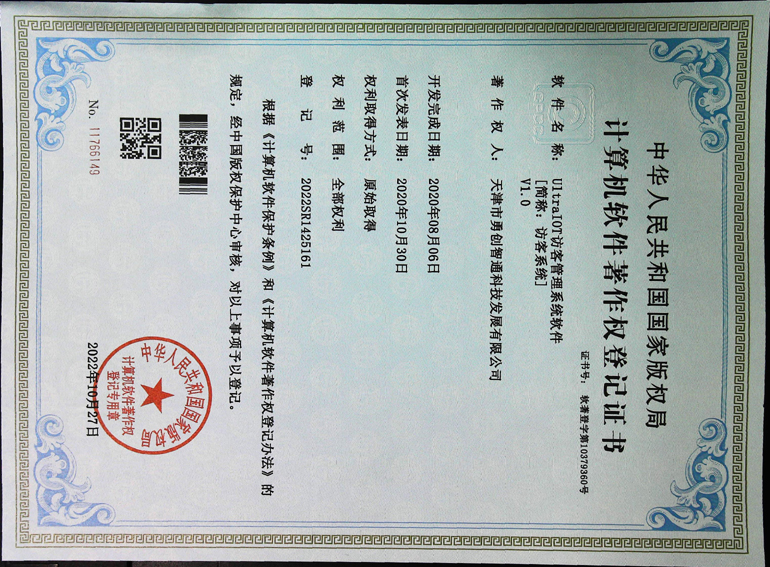 中华人民共和国国家版权局
计算机软件著作权登记证书
证书号： 软著登字第10379360号
软件名称： UltraIOT访客管理系统软件
[简称：访客系统]
V1.0
著作权人： 天津市勇创智通科技发展有限公司
开发完成日期： 2020年08月06日
首次发表日期： 2020年10月30日
权利取得方式： 原始取得
权利范围： 全部权利
登记号： 2022SR1425161
根据《计算机软件保护条例》和《计算机软件著作权登记办法》的
规定，经中国版权保护中心审核，对以上事项予以登记。
No. 11766149
中华人民共和国国家版权局
计算机软件著作权
登记专用章
2022年10月27日